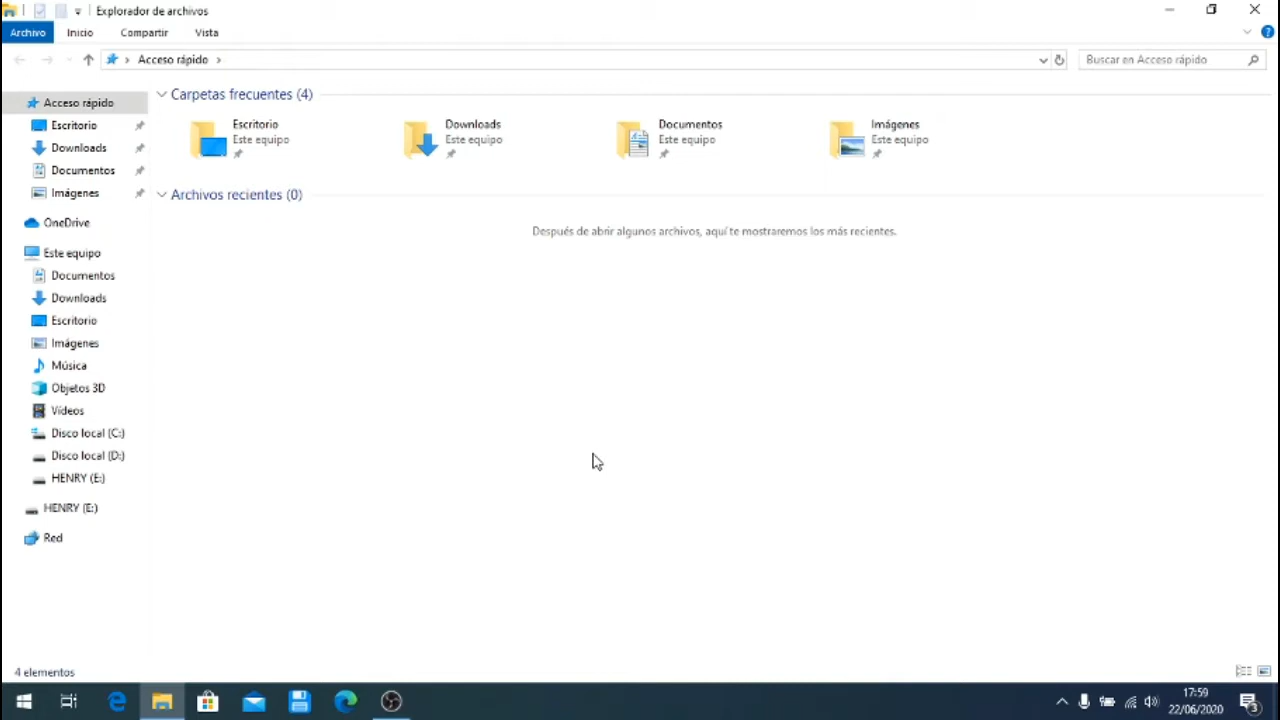 Explorador de archivos
Archivo Inicio Compartir Vista
Acceso rápido
Buscar en Acceso rápido
Acceso rápido
Escritorio
Downloads
Documentos
Imágenes
OneDrive
Este equipo
Documentos
Downloads
Escritorio
Imágenes
Música
Objetos 3D
Vídeos
Disco local (C:)
Disco local (D:)
HENRY (E:)
HENRY (E:)
Red
Carpetas frecuentes (4)
Escritorio
Este equipo
Downloads
Este equipo
Documentos
Este equipo
Imágenes
Este equipo
Archivos recientes (0)
Después de abrir algunos archivos, aquí te mostraremos los más recientes.
4 elementos
17:59
22/06/2020
3